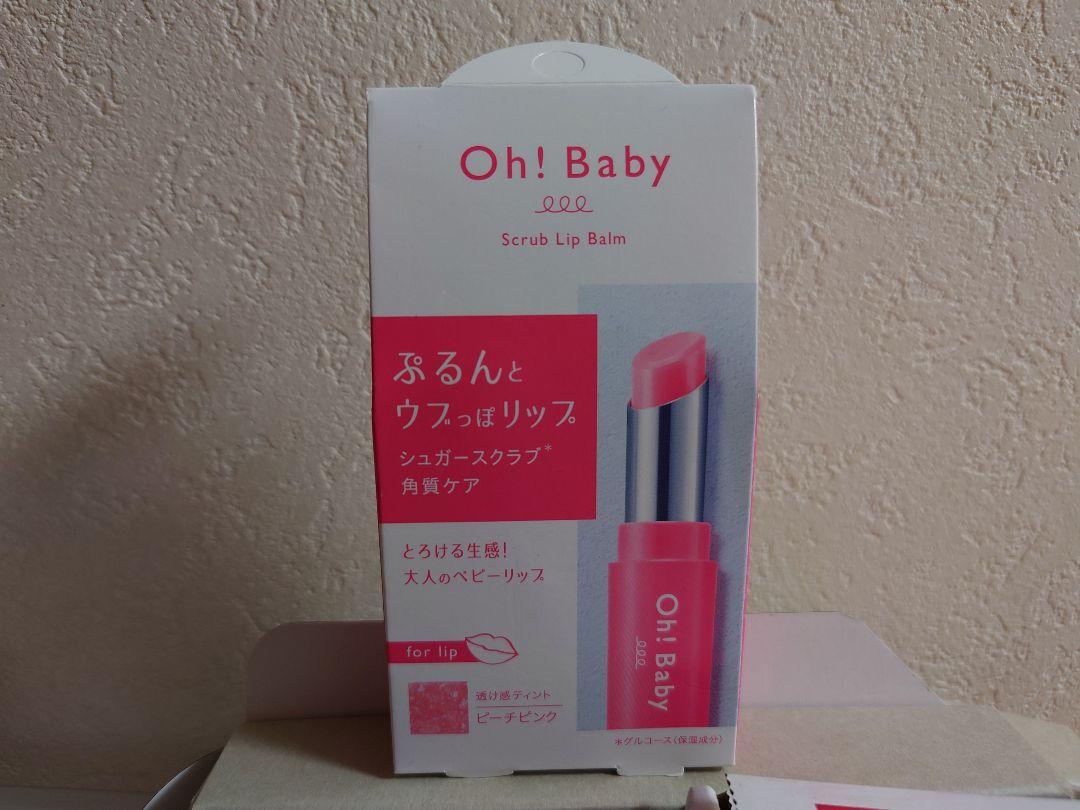 Oh! Baby
Scrub Lip Balm
ぷるんと
ウブっぽリップ
シュガースクラブ*
角質ケア
とろける生感!
大人のベビーリップ
for lip
透け感ティント
ピーチピンク
Oh! Baby
*グルコース(保湿成分)